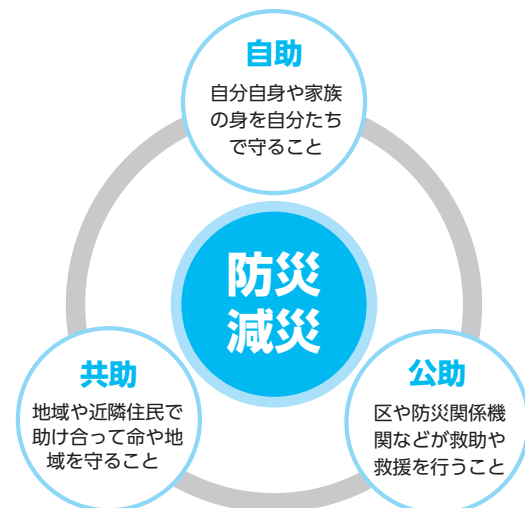 自助
自分自身や家族
の身を自分たち
で守ること
防災
減災
共助
地域や近隣住民で
助け合って命や地
域を守ること
公助
区や防災関係機
関などが救助や
救援を行うこと